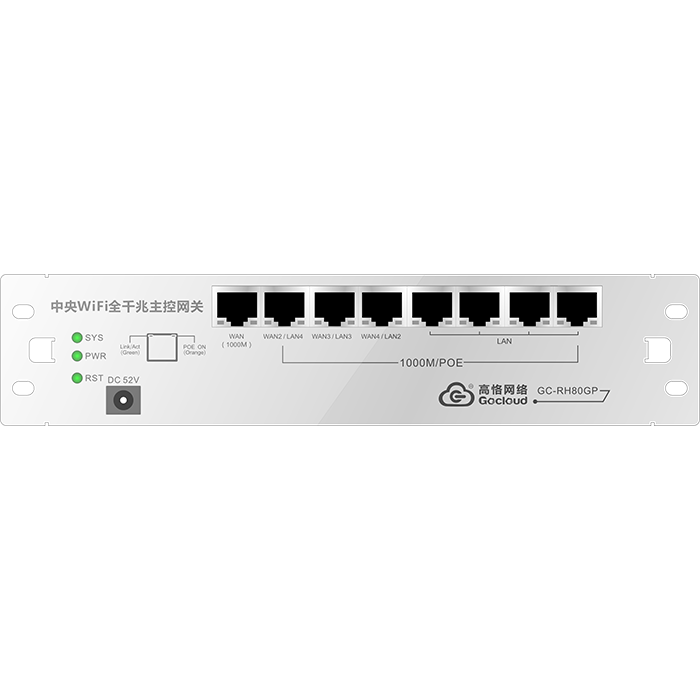 中央WiFi全千兆主控网关
SYS
PWR
RST
Link/Act
(Green)
POE ON
(Orange)
DC 52V
WAN
( 1000M )
WAN2 / LAN4
WAN3 / LAN3
WAN4 / LAN2
LAN
1000M/POE
®
高恪网络
Gocloud
GC-RH80GP